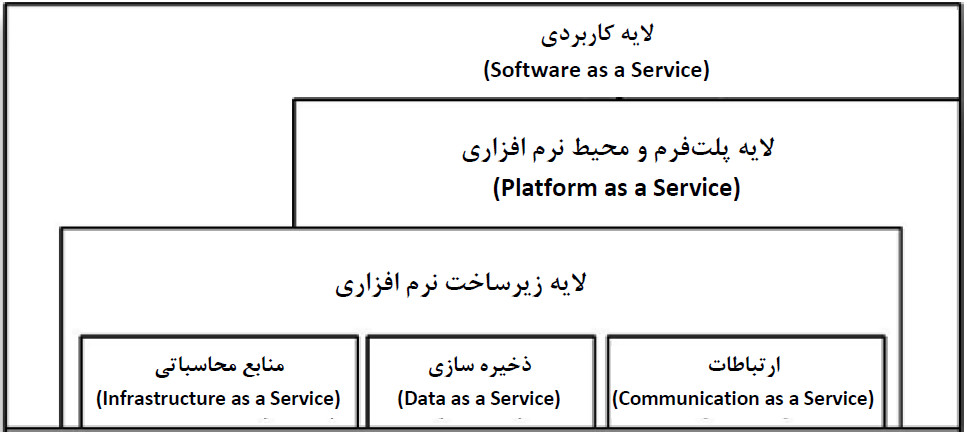 لایه کاربردی
(Software as a Service)
لایه پلت‌فرم و محیط نرم افزاری
(Platform as a Service)
لایه زیرساخت نرم افزاری
ارتباطات
(Communication as a Service)
ذخیره سازی
(Data as a Service)
منابع محاسباتی
(Infrastructure as a Service)